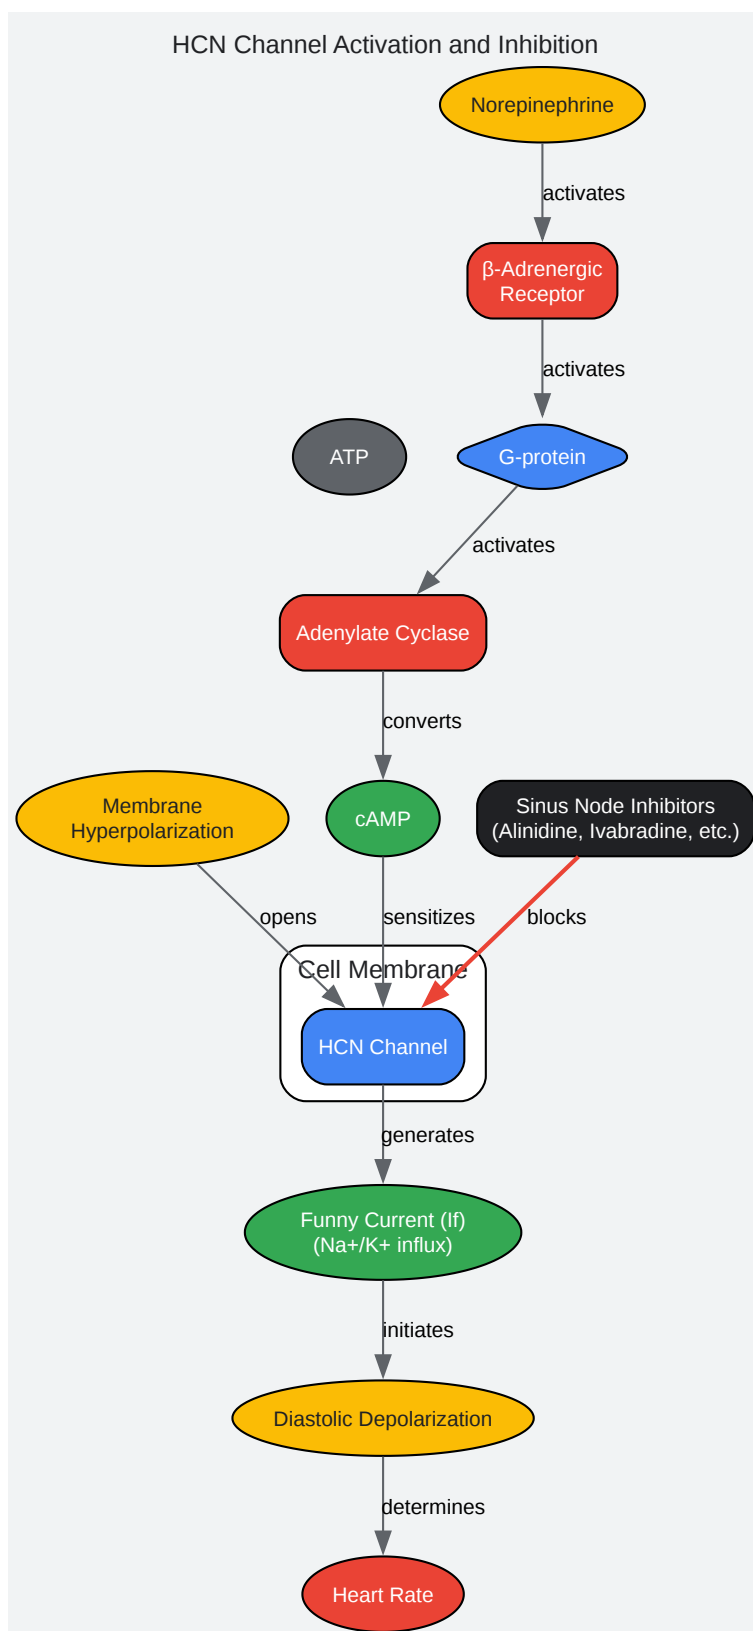 HCN Channel Activation and Inhibition
Norepinephrine
activates
β-Adrenergic
Receptor
activates
ATP
G-protein
activates
Adenylate Cyclase
converts
Membrane
Hyperpolarization
cAMP
Sinus Node Inhibitors
(Alinidine, Ivabradine, etc.)
opens
sensitizes
blocks
Cell Membrane
HCN Channel
generates
Funny Current (If)
(Na+/K+ influx)
initiates
Diastolic Depolarization
determines
Heart Rate